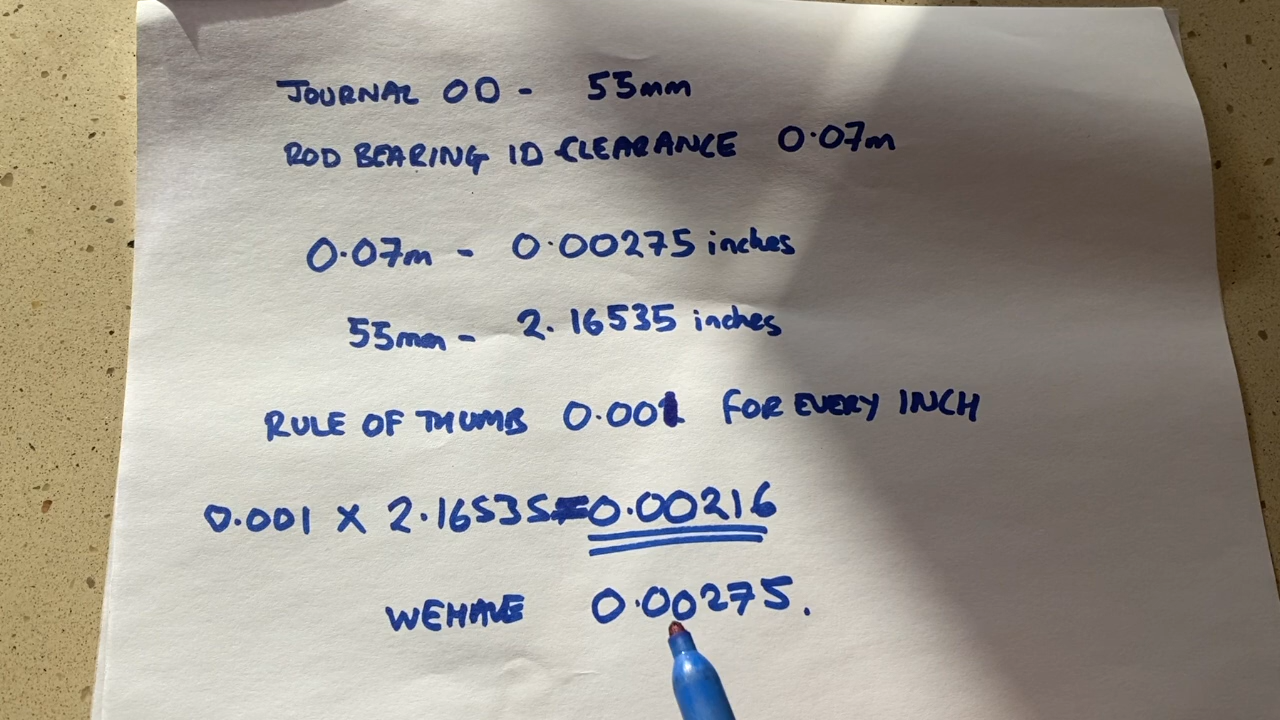 JOURNAL OD - 55mm
ROD BEARING ID CLEARANCE 0.07m
0.07m - 0.00275 inches
55mm - 2.16535 inches
RULE OF THUMB 0.001 FOR EVERY INCH
0.001 x 2.16535=0.00216
WE HAVE 0.00275.